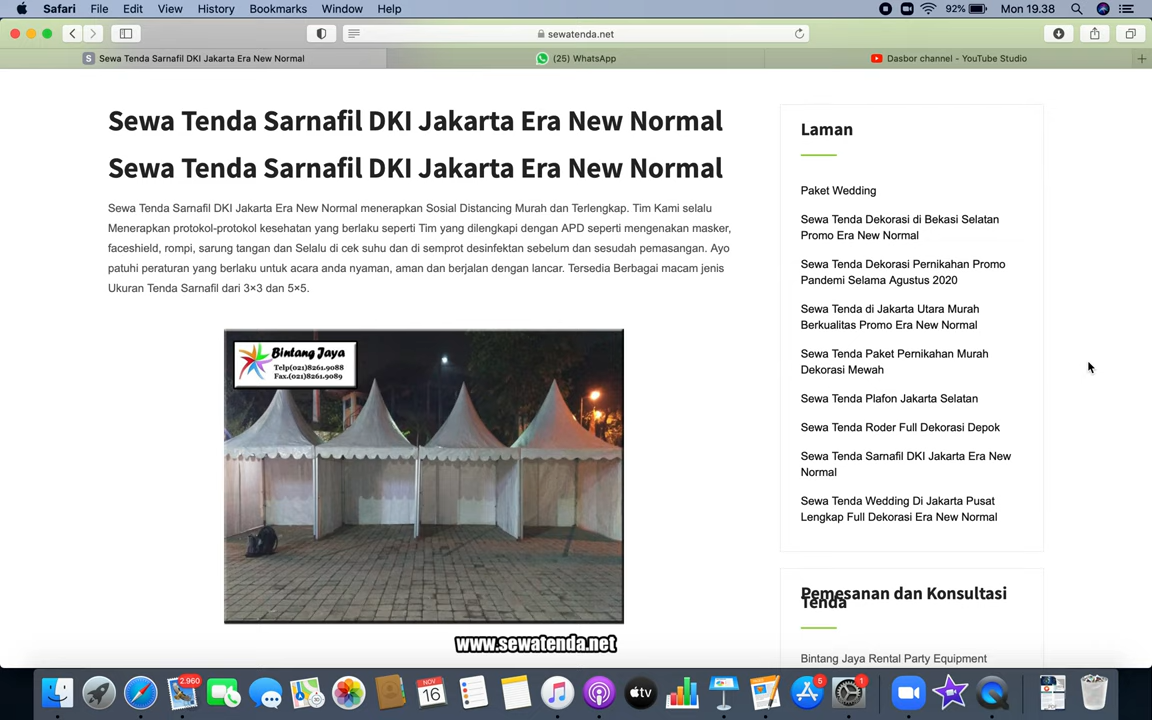 Safari File Edit View History Bookmarks Window Help 92% Mon 19.38
sewatenda.net
S Sewa Tenda Sarnafil DKI Jakarta Era New Normal
(25) WhatsApp
Dasbor channel - YouTube Studio
Sewa Tenda Sarnafil DKI Jakarta Era New Normal
Sewa Tenda Sarnafil DKI Jakarta Era New Normal
Sewa Tenda Sarnafil DKI Jakarta Era New Normal menerapkan Sosial Distancing Murah dan Terlengkap. Tim Kami selalu
Menerapkan protokol-protokol kesehatan yang berlaku seperti Tim yang dilengkapi dengan APD seperti mengenakan masker,
faceshield, rompi, sarung tangan dan Selalu di cek suhu dan di semprot desinfektan sebelum dan sesudah pemasangan. Ayo
patuhi peraturan yang berlaku untuk acara anda nyaman, aman dan berjalan dengan lancar. Tersedia Berbagai macam jenis
Ukuran Tenda Sarnafil dari 3×3 dan 5×5.
Bintang Jaya
Telp(021)8261.9088
Fax.(021)8261.9089
www.sewatenda.net
Laman
Paket Wedding
Sewa Tenda Dekorasi di Bekasi Selatan
Promo Era New Normal
Sewa Tenda Dekorasi Pernikahan Promo
Pandemi Selama Agustus 2020
Sewa Tenda di Jakarta Utara Murah
Berkualitas Promo Era New Normal
Sewa Tenda Paket Pernikahan Murah
Dekorasi Mewah
Sewa Tenda Plafon Jakarta Selatan
Sewa Tenda Roder Full Dekorasi Depok
Sewa Tenda Sarnafil DKI Jakarta Era New
Normal
Sewa Tenda Wedding Di Jakarta Pusat
Lengkap Full Dekorasi Era New Normal
Pemesanan dan Konsultasi
Tenda
Bintang Jaya Rental Party Equipment
2.960
NOV
16
tv
5
1